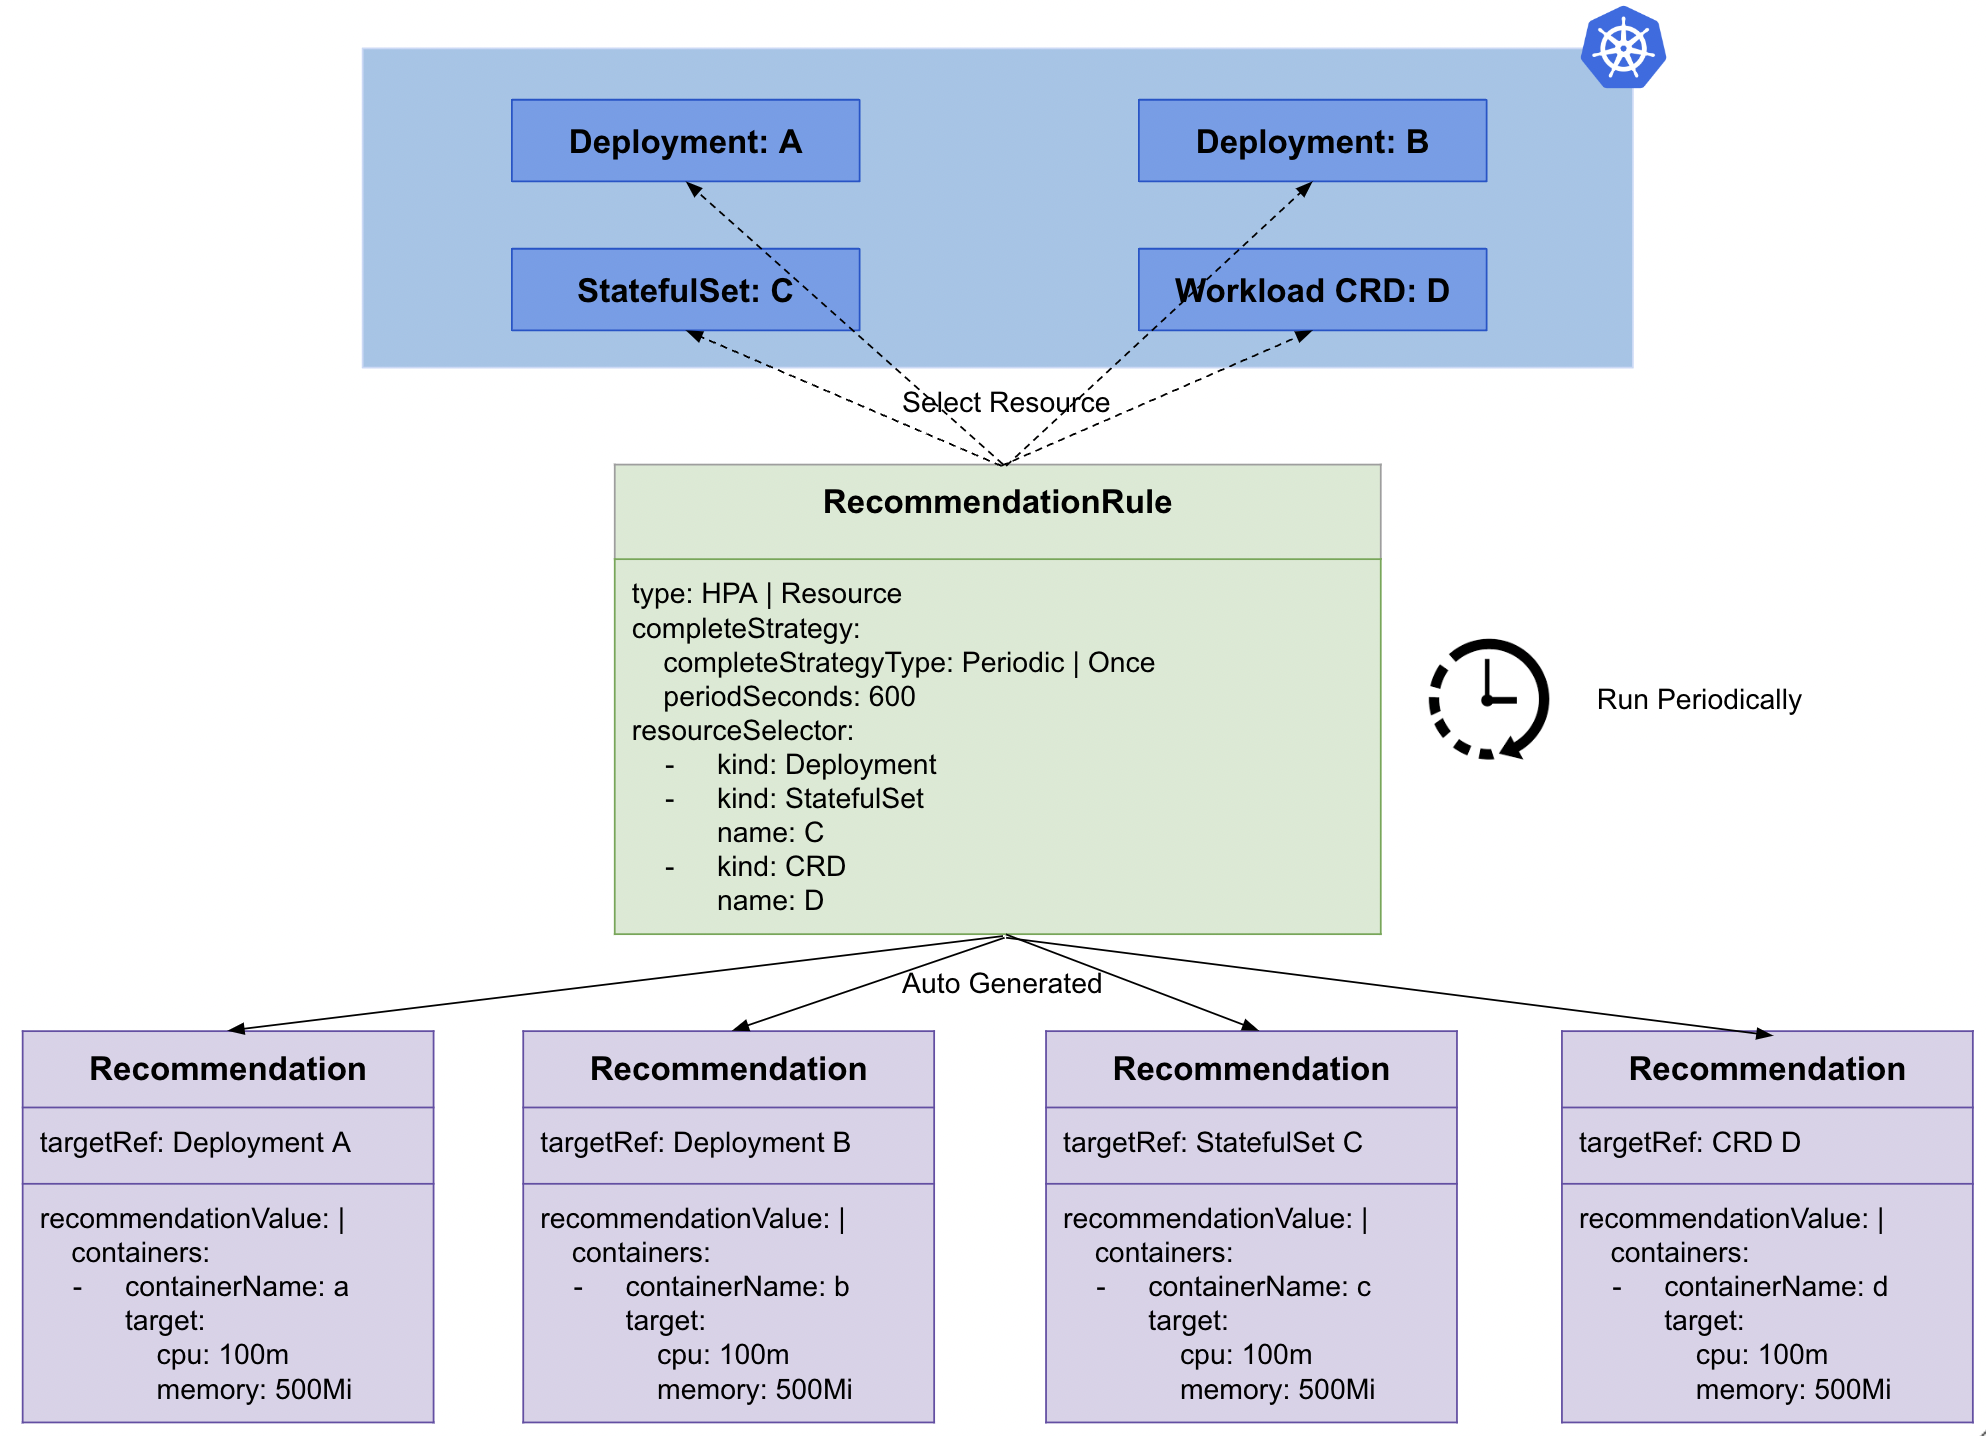 Deployment: A
Deployment: B
StatefulSet: C
Workload CRD: D
Select Resource
RecommendationRule
type: HPA | Resource
completeStrategy:
completeStrategyType: Periodic | Once
periodSeconds: 600
resourceSelector:
- kind: Deployment
- kind: StatefulSet
name: C
- kind: CRD
name: D
Run Periodically
Auto Generated
Recommendation
targetRef: Deployment A
recommendationValue: |
containers:
- containerName: a
target:
cpu: 100m
memory: 500Mi
Recommendation
targetRef: Deployment B
recommendationValue: |
containers:
- containerName: b
target:
cpu: 100m
memory: 500Mi
Recommendation
targetRef: StatefulSet C
recommendationValue: |
containers:
- containerName: c
target:
cpu: 100m
memory: 500Mi
Recommendation
targetRef: CRD D
recommendationValue: |
containers:
- containerName: d
target:
cpu: 100m
memory: 500Mi